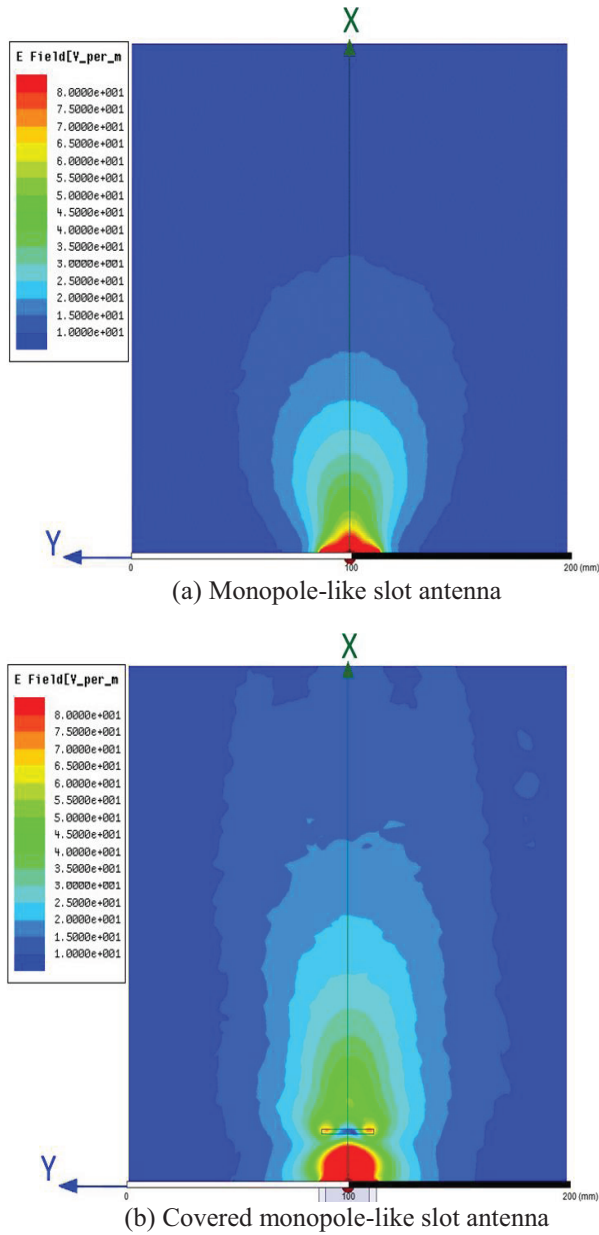 X
E Field[Y_per_m
8.0000e+001
7.5000e+001
7.0000e+001
6.5000e+001
6.0000e+001
5.5000e+001
5.0000e+001
4.5000e+001
4.0000e+001
3.5000e+001
3.0000e+001
2.5000e+001
2.0000e+001
1.5000e+001
1.0000e+001
Y
0
100
200 (mm)
(a) Monopole-like slot antenna
X
E Field[Y_per_m
8.0000e+001
7.5000e+001
7.0000e+001
6.5000e+001
6.0000e+001
5.5000e+001
5.0000e+001
4.5000e+001
4.0000e+001
3.5000e+001
3.0000e+001
2.5000e+001
2.0000e+001
1.5000e+001
1.0000e+001
Y
0
100
200 (mm)
(b) Covered monopole-like slot antenna